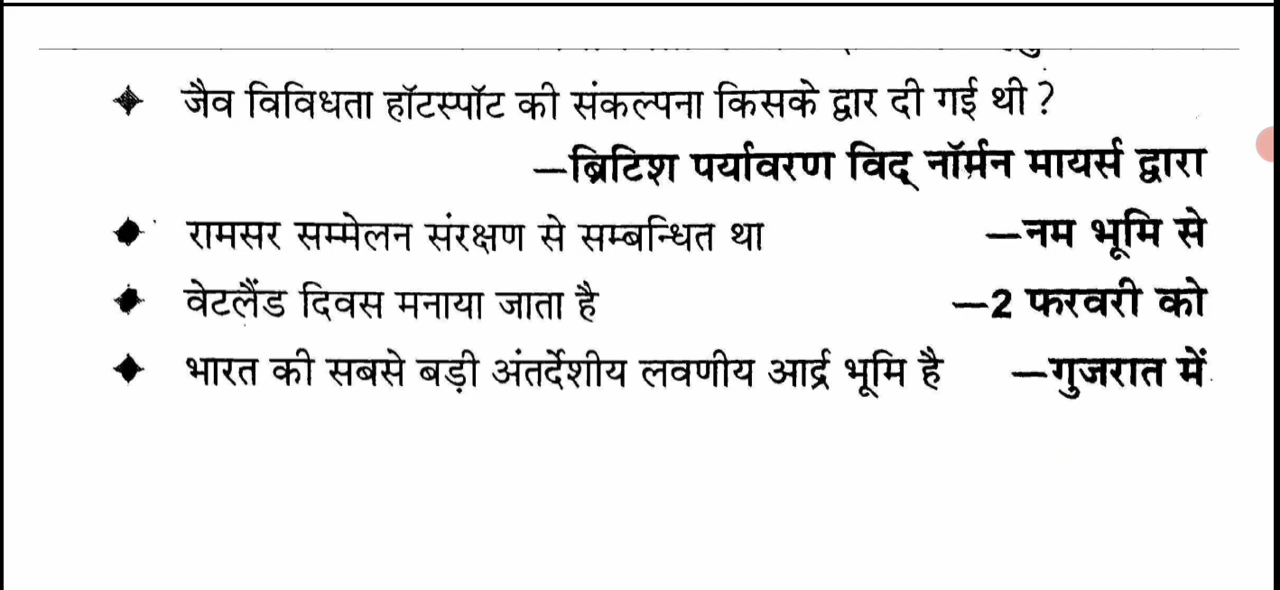 जैव विविधता हॉटस्पॉट की संकल्पना किसके द्वार दी गई थी ?
—ब्रिटिश पर्यावरण विद् नॉर्मन मायर्स द्वारा
रामसर सम्मेलन संरक्षण से सम्बन्धित था —नम भूमि से
वेटलैंड दिवस मनाया जाता है —2 फरवरी को
भारत की सबसे बड़ी अंतर्देशीय लवणीय आर्द्र भूमि है —गुजरात में